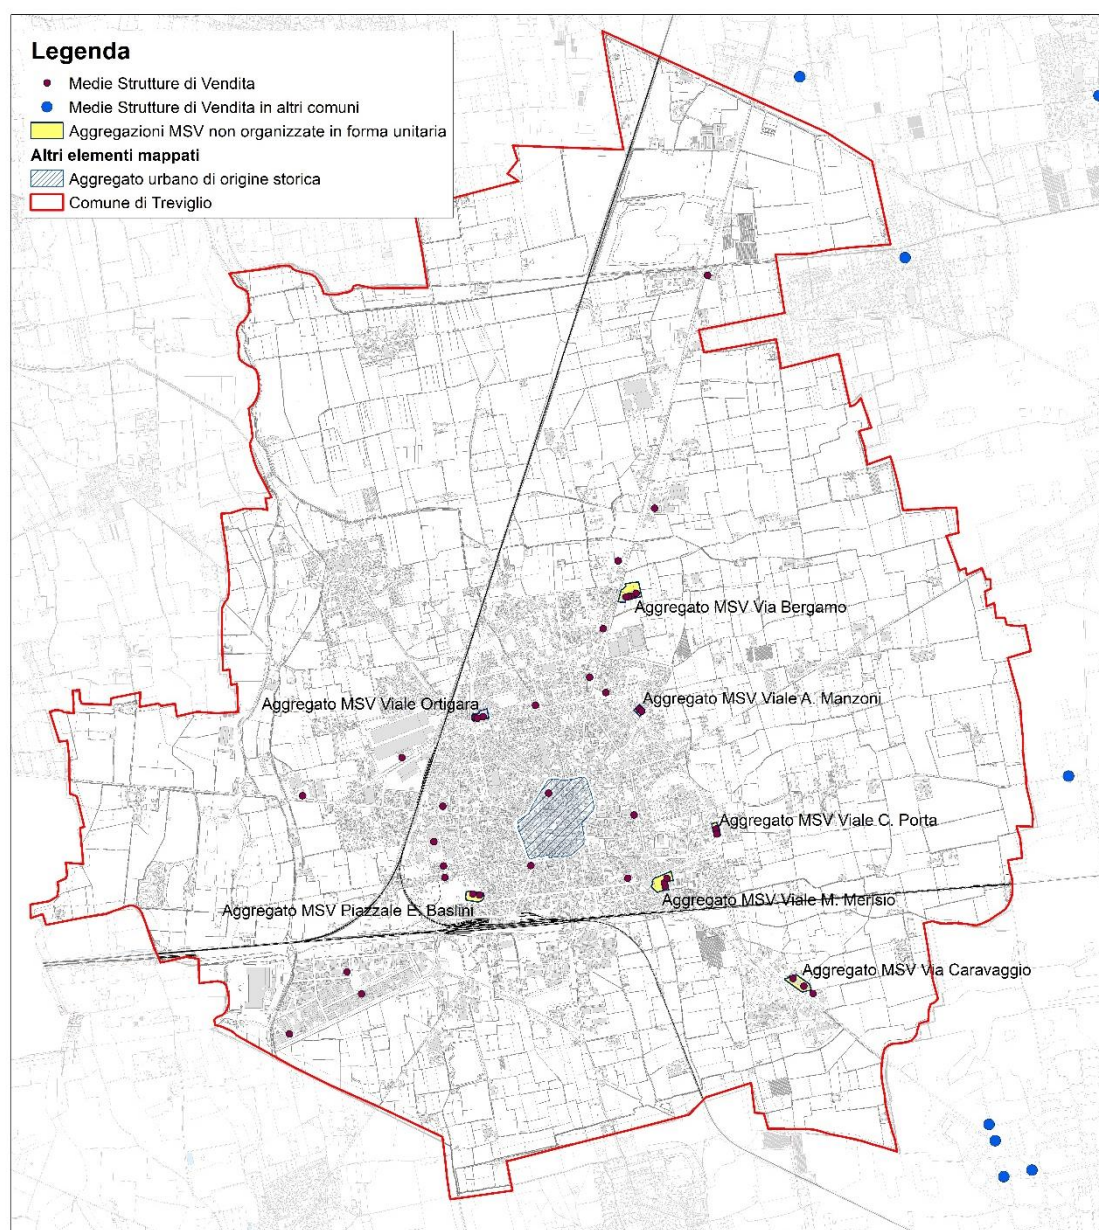 Legenda
Medie Strutture di Vendita
Medie Strutture di Vendita in altri comuni
Aggregazioni MSV non organizzate in forma unitaria
Altri elementi mappati
Aggregato urbano di origine storica
Comune di Treviglio
Aggregato MSV Via Bergamo
Aggregato MSV Viale Ortigara
Aggregato MSV Viale A. Manzoni
Aggregato MSV Viale C. Porta
Aggregato MSV Viale M. Merisio
Aggregato MSV Piazzale E. Baslini
Aggregato MSV Via Caravaggio